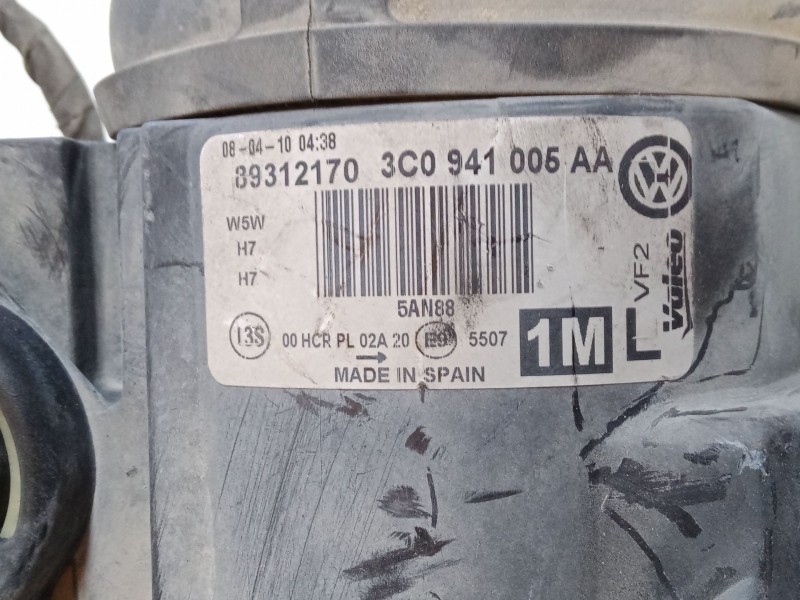 08-04-10 04:38
89312170 3C0 941 005 AA
W5W
H7
H7
5AN88
13S 00 HCR PL 02A 20 E9 5507
1M L
MADE IN SPAIN
VF2
Valeo